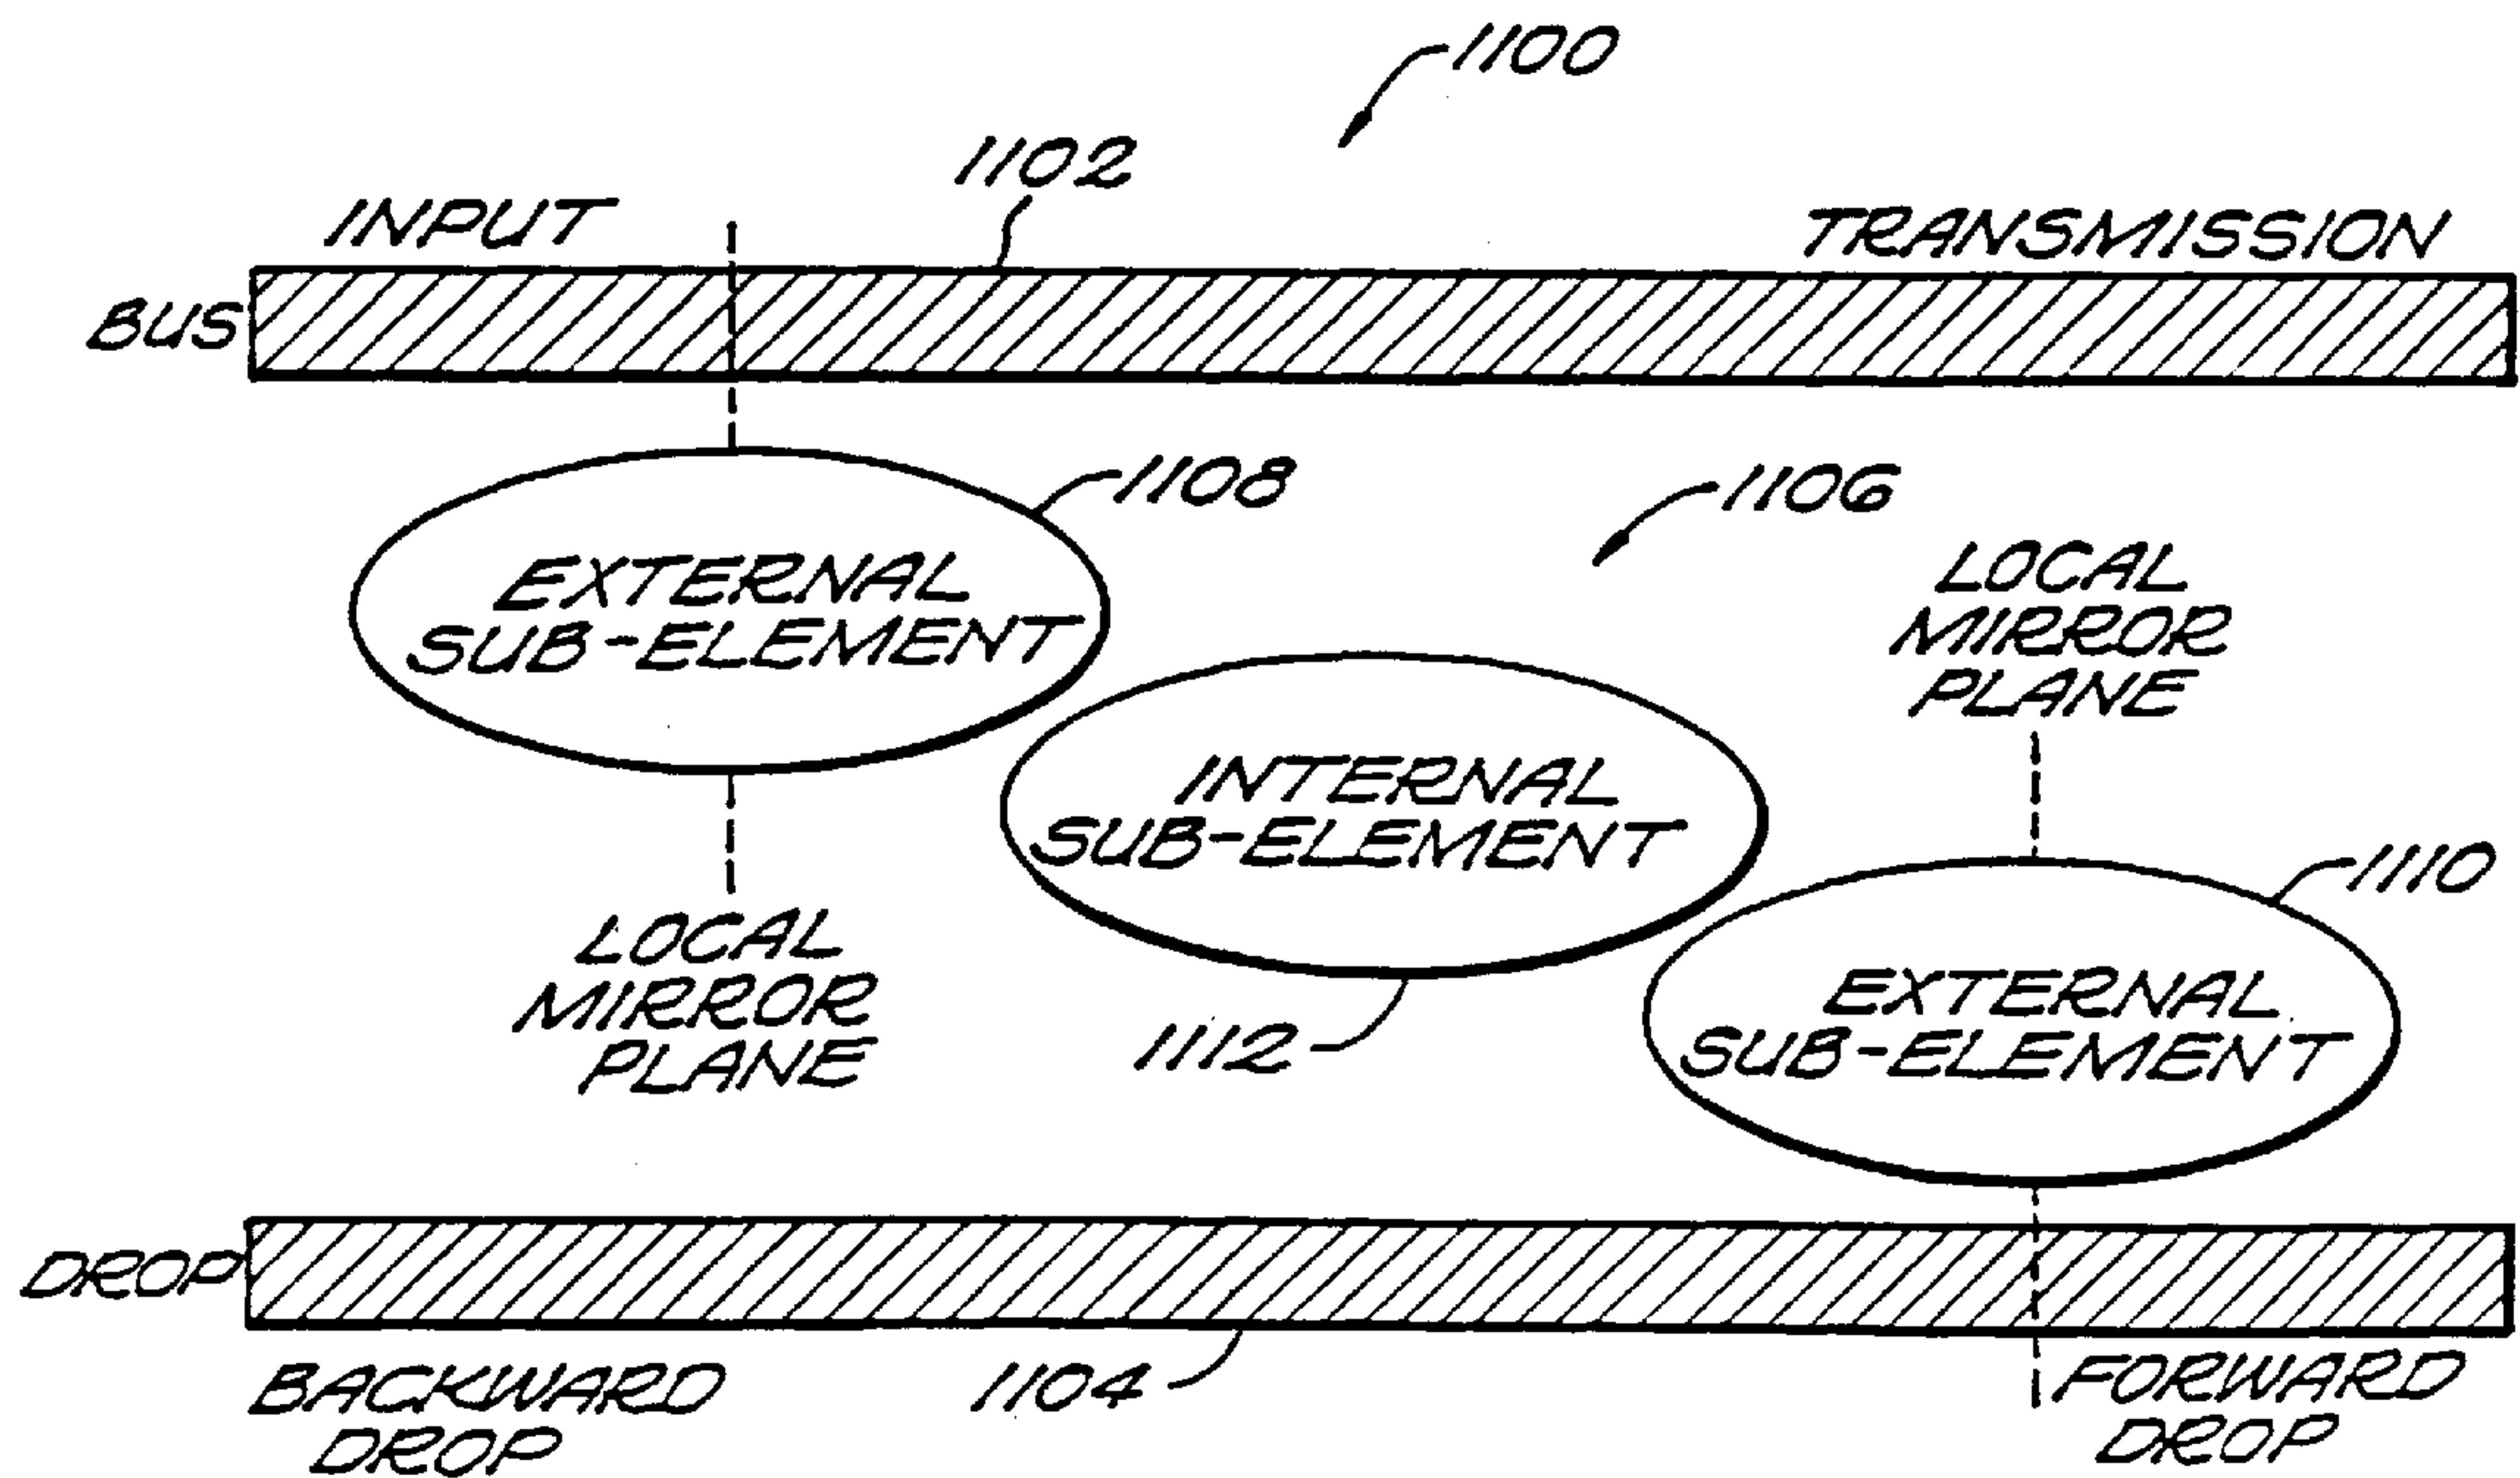 1100
1102
INPUT
TRANSMISSION
BUS
1108
1106
EXTERNAL
SUB-ELEMENT
LOCAL
MIRROR
PLANE
INTERNAL
SUB-ELEMENT
1110
LOCAL
MIRROR
PLANE
1112
EXTERNAL
SUB-ELEMENT
DROP
BACKWARD
DROP
1104
FORWARD
DROP